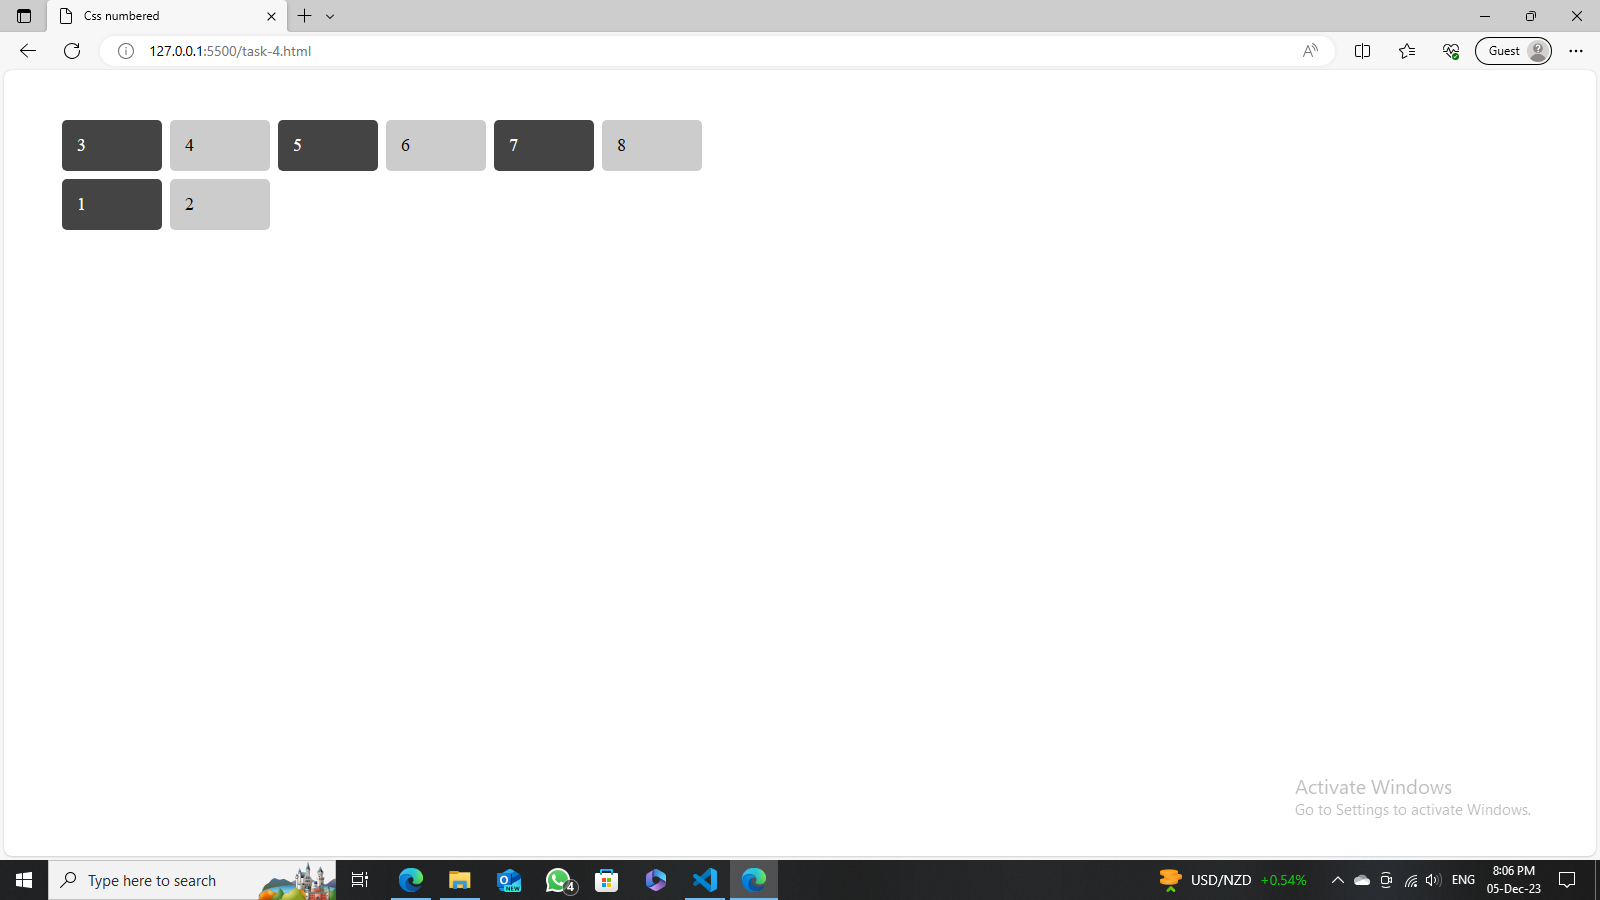 Css numbered
127.0.0.1:5500/task-4.html
Guest
3 4 5 6 7 8
1 2
Activate Windows
Go to Settings to activate Windows.
Type here to search
NEW
4
USD/NZD +0.54%
ENG
8:06 PM
05-Dec-23